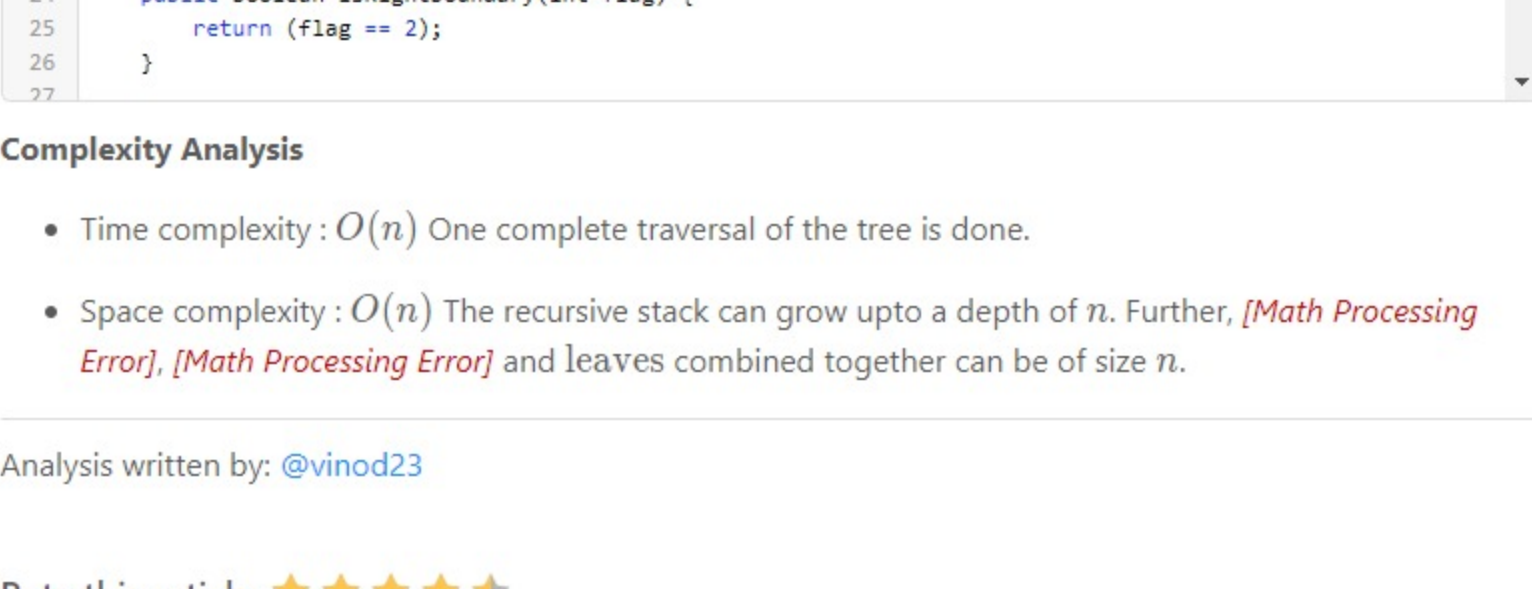 25 return (flag == 2);
26 }
27
Complexity Analysis
• Time complexity : O(n) One complete traversal of the tree is done.
• Space complexity : O(n) The recursive stack can grow upto a depth of n. Further, [Math Processing
Error], [Math Processing Error] and leaves combined together can be of size n.
Analysis written by: @vinod23